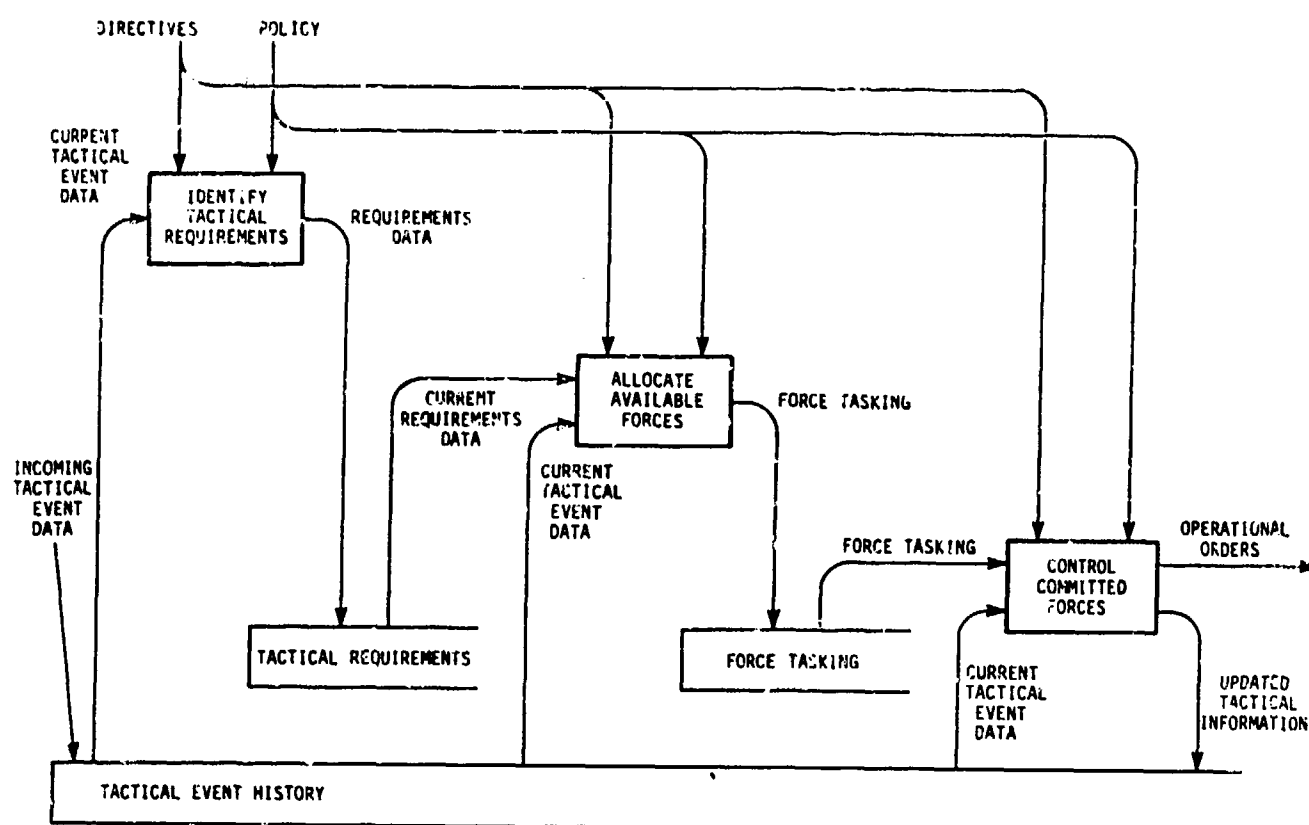 DIRECTIVES
POLICY
CURRENT
TACTICAL
EVENT
DATA
IDENTIFY
TACTICAL
REQUIREMENTS
REQUIREMENTS
DATA
ALLOCATE
AVAILABLE
FORCES
FORCE TASKING
CURRENT
REQUIREMENTS
DATA
INCOMING
TACTICAL
EVENT
DATA
CURRENT
TACTICAL
EVENT
DATA
FORCE TASKING
CONTROL
COMMITTED
FORCES
OPERATIONAL
ORDERS
TACTICAL REQUIREMENTS
FORCE TASKING
CURRENT
TACTICAL
EVENT
DATA
UPDATED
TACTICAL
INFORMATION
TACTICAL EVENT HISTORY